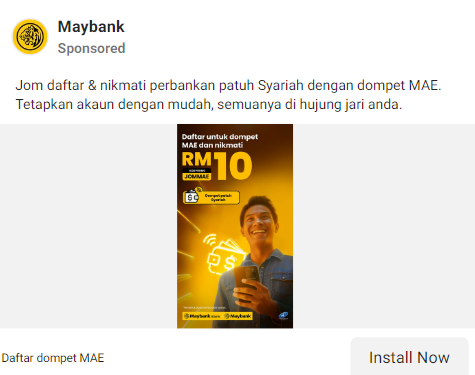 Maybank
Sponsored
Jom daftar & nikmati perbankan patuh Syariah dengan dompet MAE.
Tetapkan akaun dengan mudah, semuanya di hujung jari anda.
Daftar untuk dompet
MAE dan nikmati
RM10
JOMMAE
Dompet patuh
Syariah
Maybank
Maybank
Daftar dompet MAE
Install Now